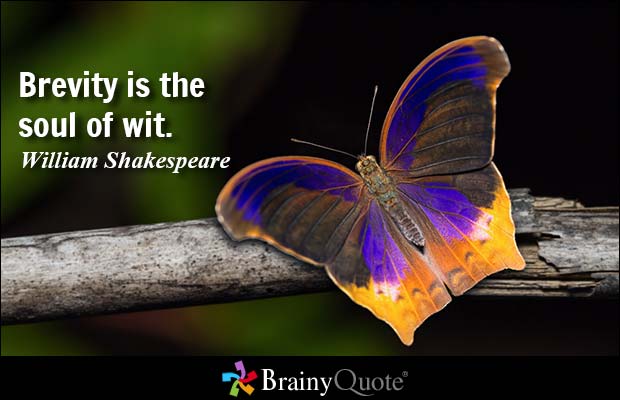 Brevity is the
soul of wit.
William Shakespeare
BrainyQuote®